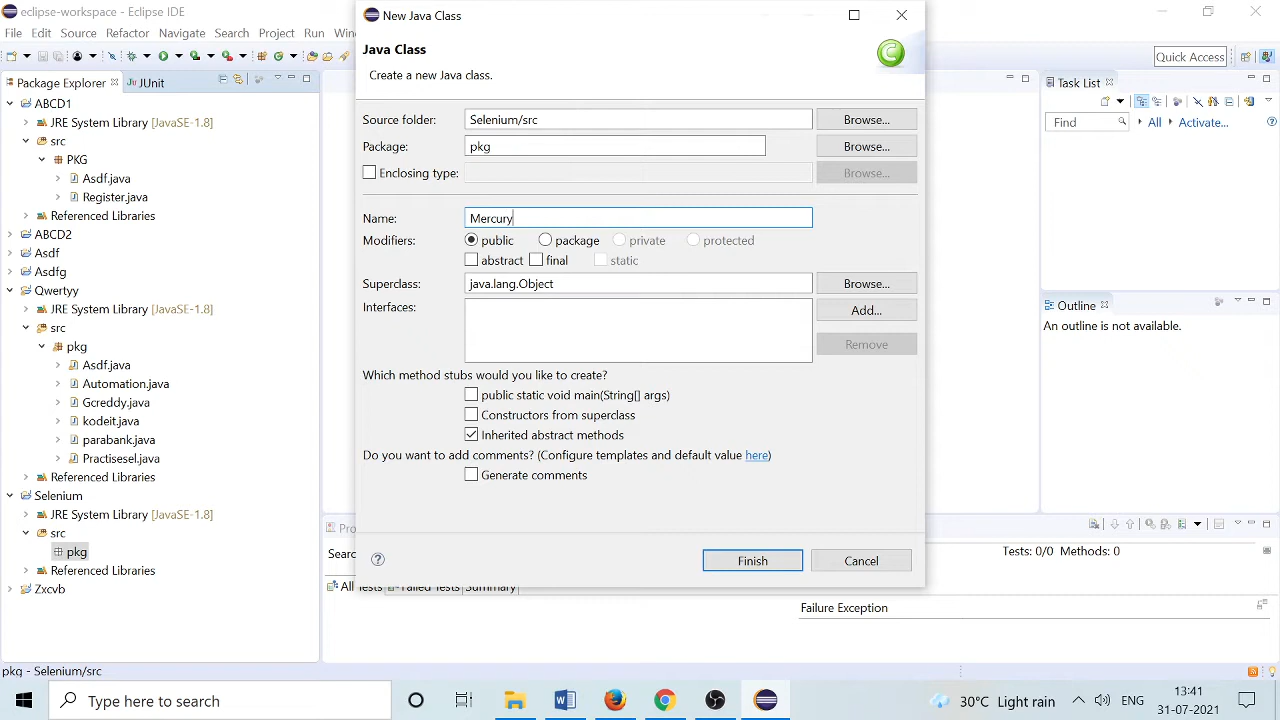 eclipse-workspace - Eclipse IDE
File Edit Source Refactor Navigate Search Project Run
Quick Access
Package Explorer JUnit
ABCD1
JRE System Library [JavaSE-1.8]
src
PKG
Asdf.java
Register.java
Referenced Libraries
ABCD2
Asdf
Asdfg
Qwertyy
JRE System Library [JavaSE-1.8]
src
pkg
Asdf.java
Automation.java
Gcreddy.java
kodeit.java
parabank.java
Practisesel.java
Referenced Libraries
Selenium
JRE System Library [JavaSE-1.8]
src
pkg
Referenced Libraries
Zxcvb
New Java Class
Java Class
Create a new Java class.
Source folder: Selenium/src Browse...
Package: pkg Browse...
Enclosing type: Browse...
Name: Mercury
Modifiers: public package private protected
abstract final static
Superclass: java.lang.Object Browse...
Interfaces: Add...
Remove
Which method stubs would you like to create?
public static void main(String[] args)
Constructors from superclass
Inherited abstract methods
Do you want to add comments? (Configure templates and default value here)
Generate comments
Finish Cancel
Task List
Find All Activate...
Outline
An outline is not available.
Tests: 0/0 Methods: 0
All Tests Failed Tests Summary
Failure Exception
pkg - Selenium/src
Type here to search
30°C Light rain
ENG
13:41
31-07-2021